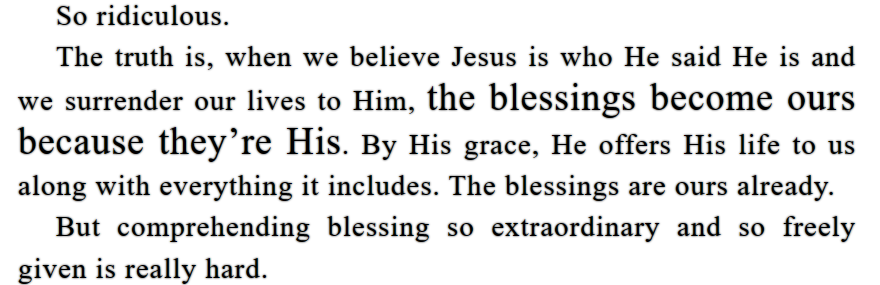 So ridiculous.
The truth is, when we believe Jesus is who He said He is and
we surrender our lives to Him, the blessings become ours
because they’re His. By His grace, He offers His life to us
along with everything it includes. The blessings are ours already.
But comprehending blessing so extraordinary and so freely
given is really hard.